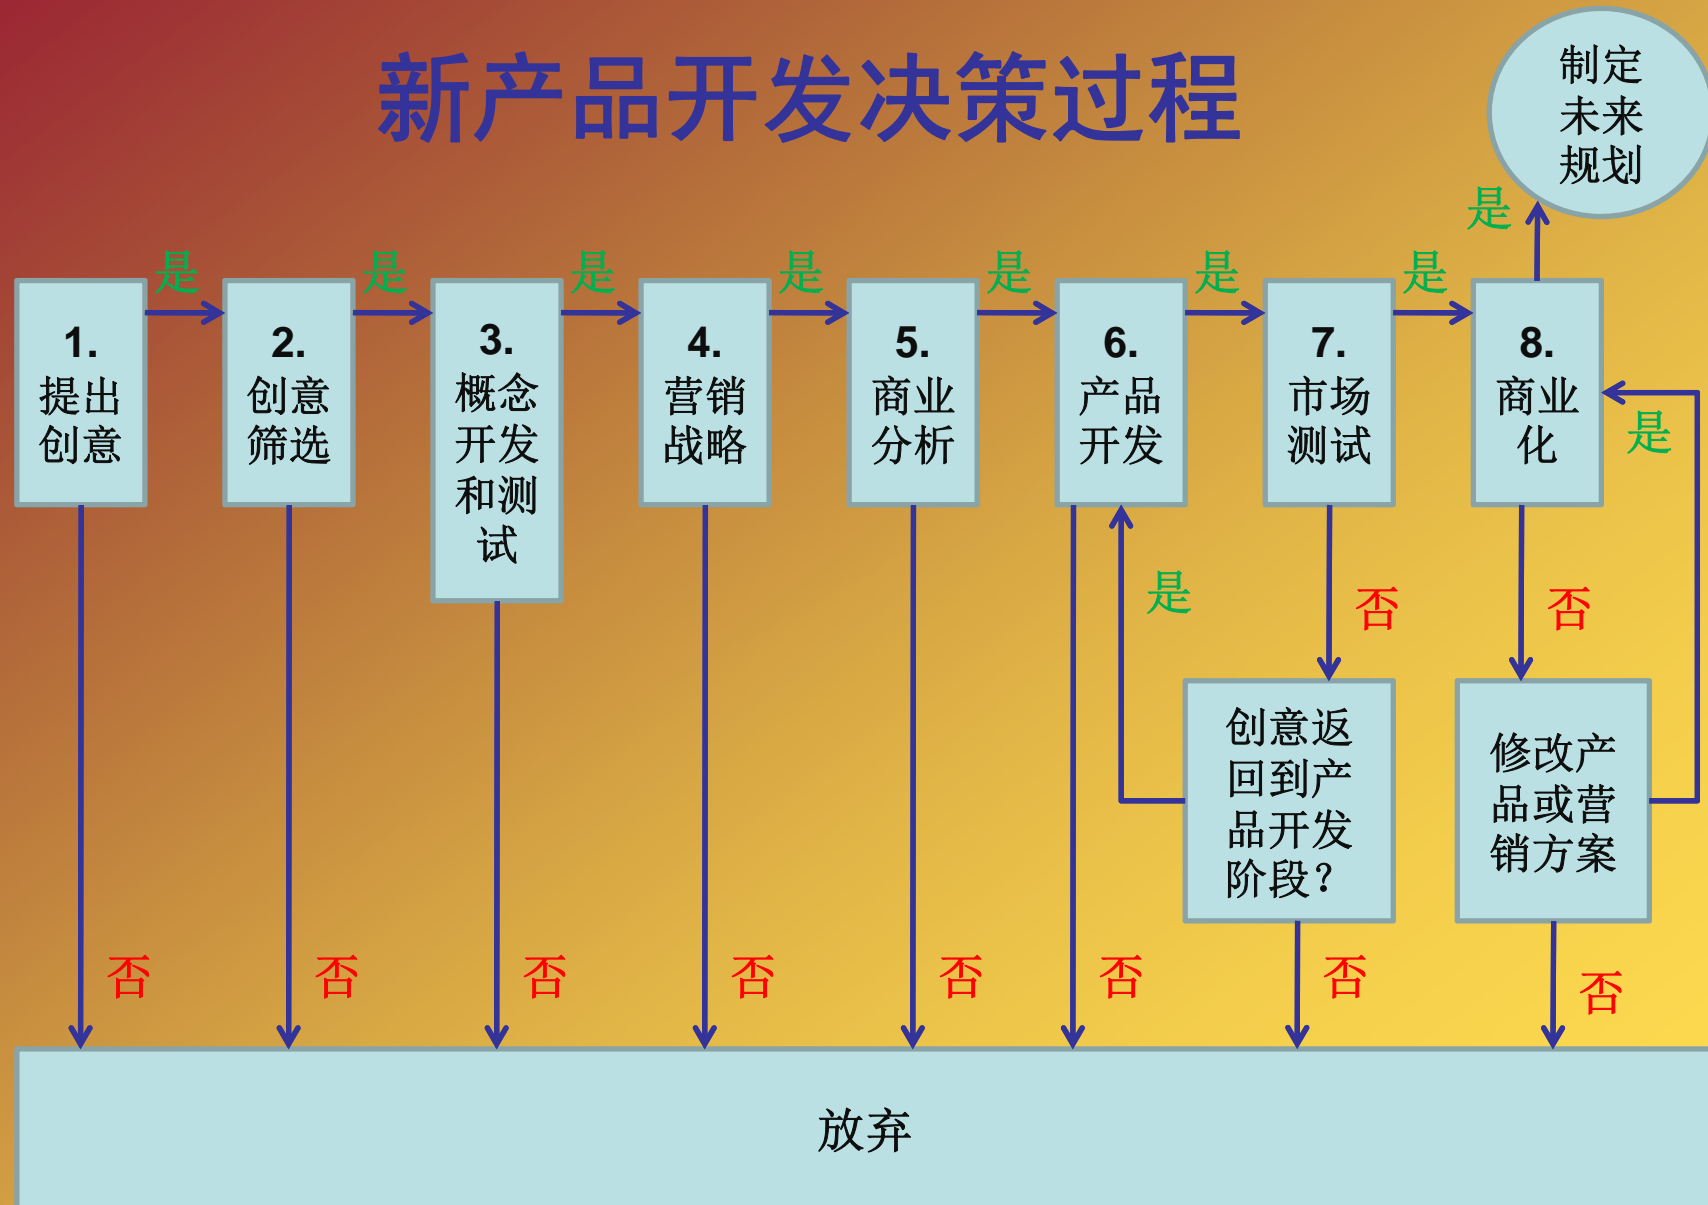 新产品开发决策过程
制定
未来
规划
是
是
是
是
是
是
是
是
1.
提出
创意
2.
创意
筛选
3.
概念
开发
和测
试
4.
营销
战略
5.
商业
分析
6.
产品
开发
7.
市场
测试
8.
商业
化
是
是
否
否
创意返
回到产
品开发
阶段?
修改产
品或营
销方案
否
否
否
否
否
否
否
否
放弃